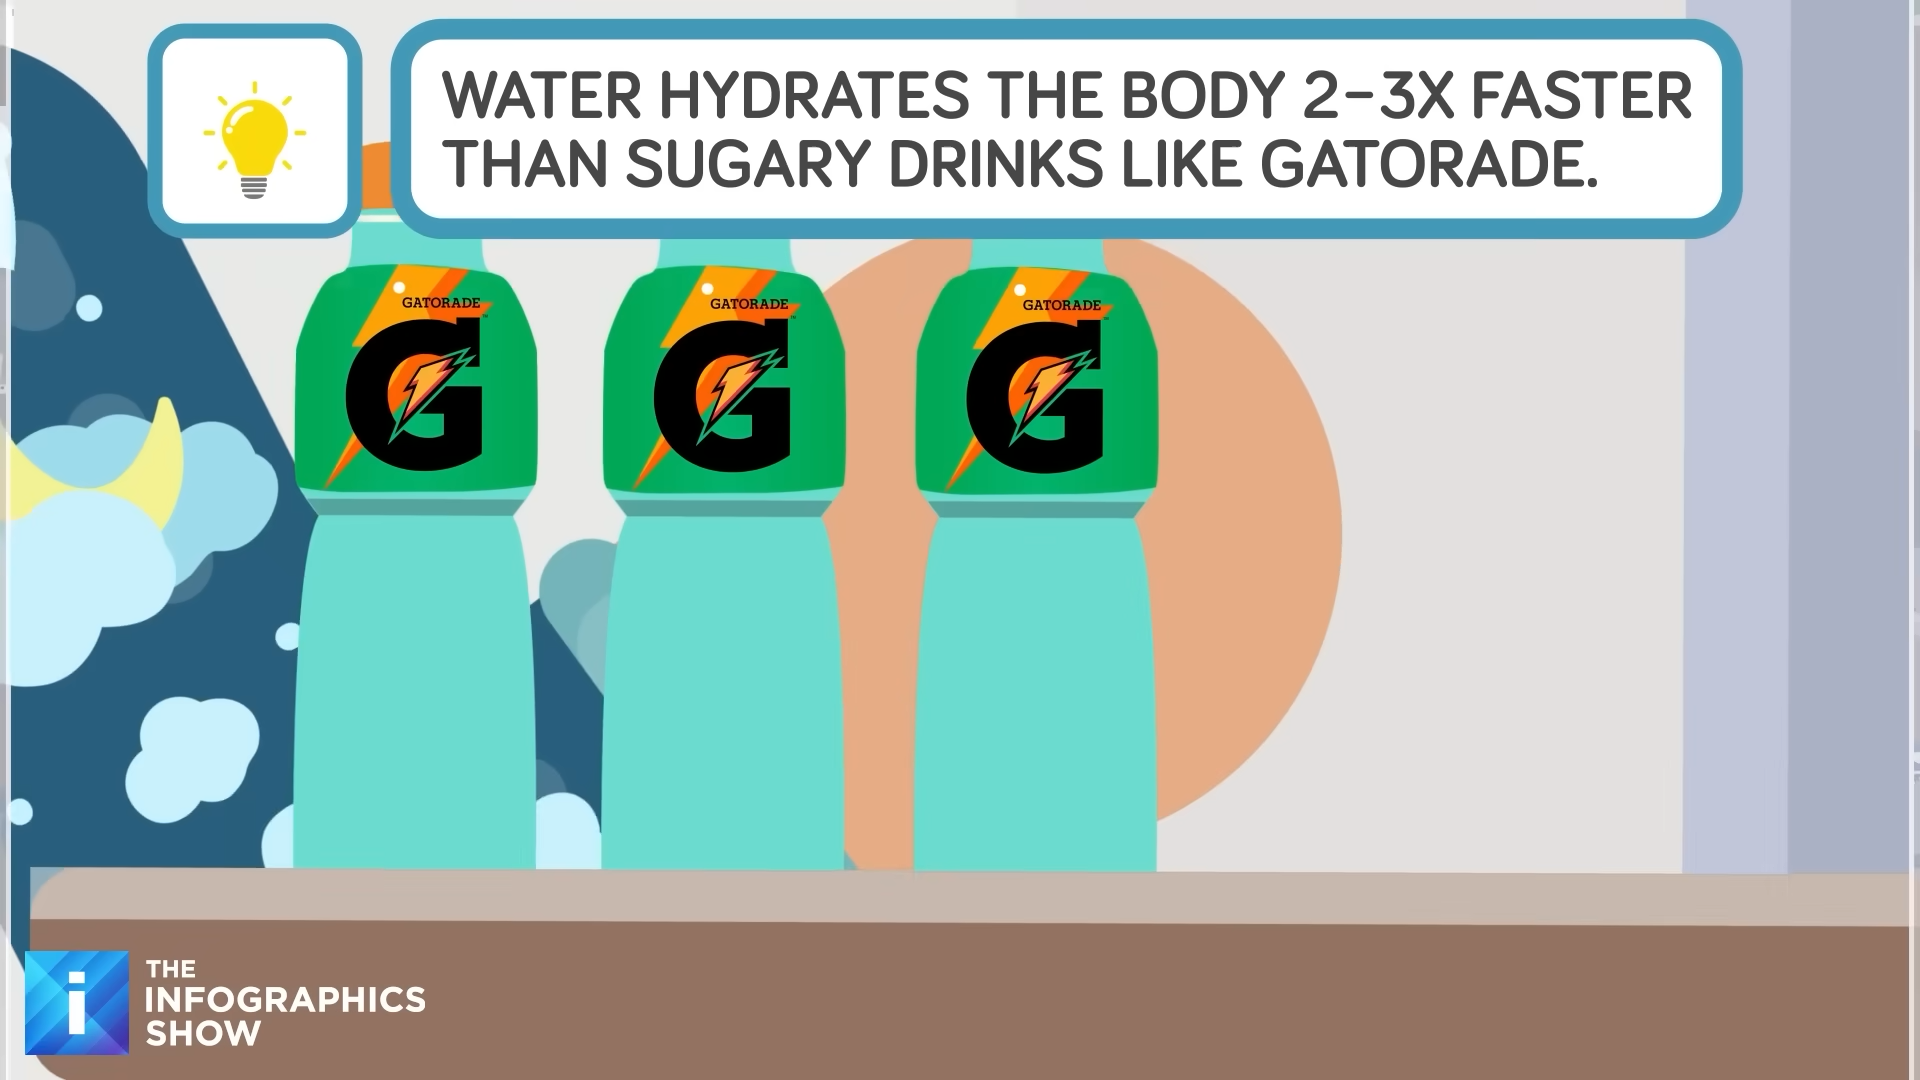 WATER HYDRATES THE BODY 2-3X FASTER
THAN SUGARY DRINKS LIKE GATORADE.
GATORADE
G
GATORADE
G
GATORADE
G
i
THE
INFOGRAPHICS
SHOW